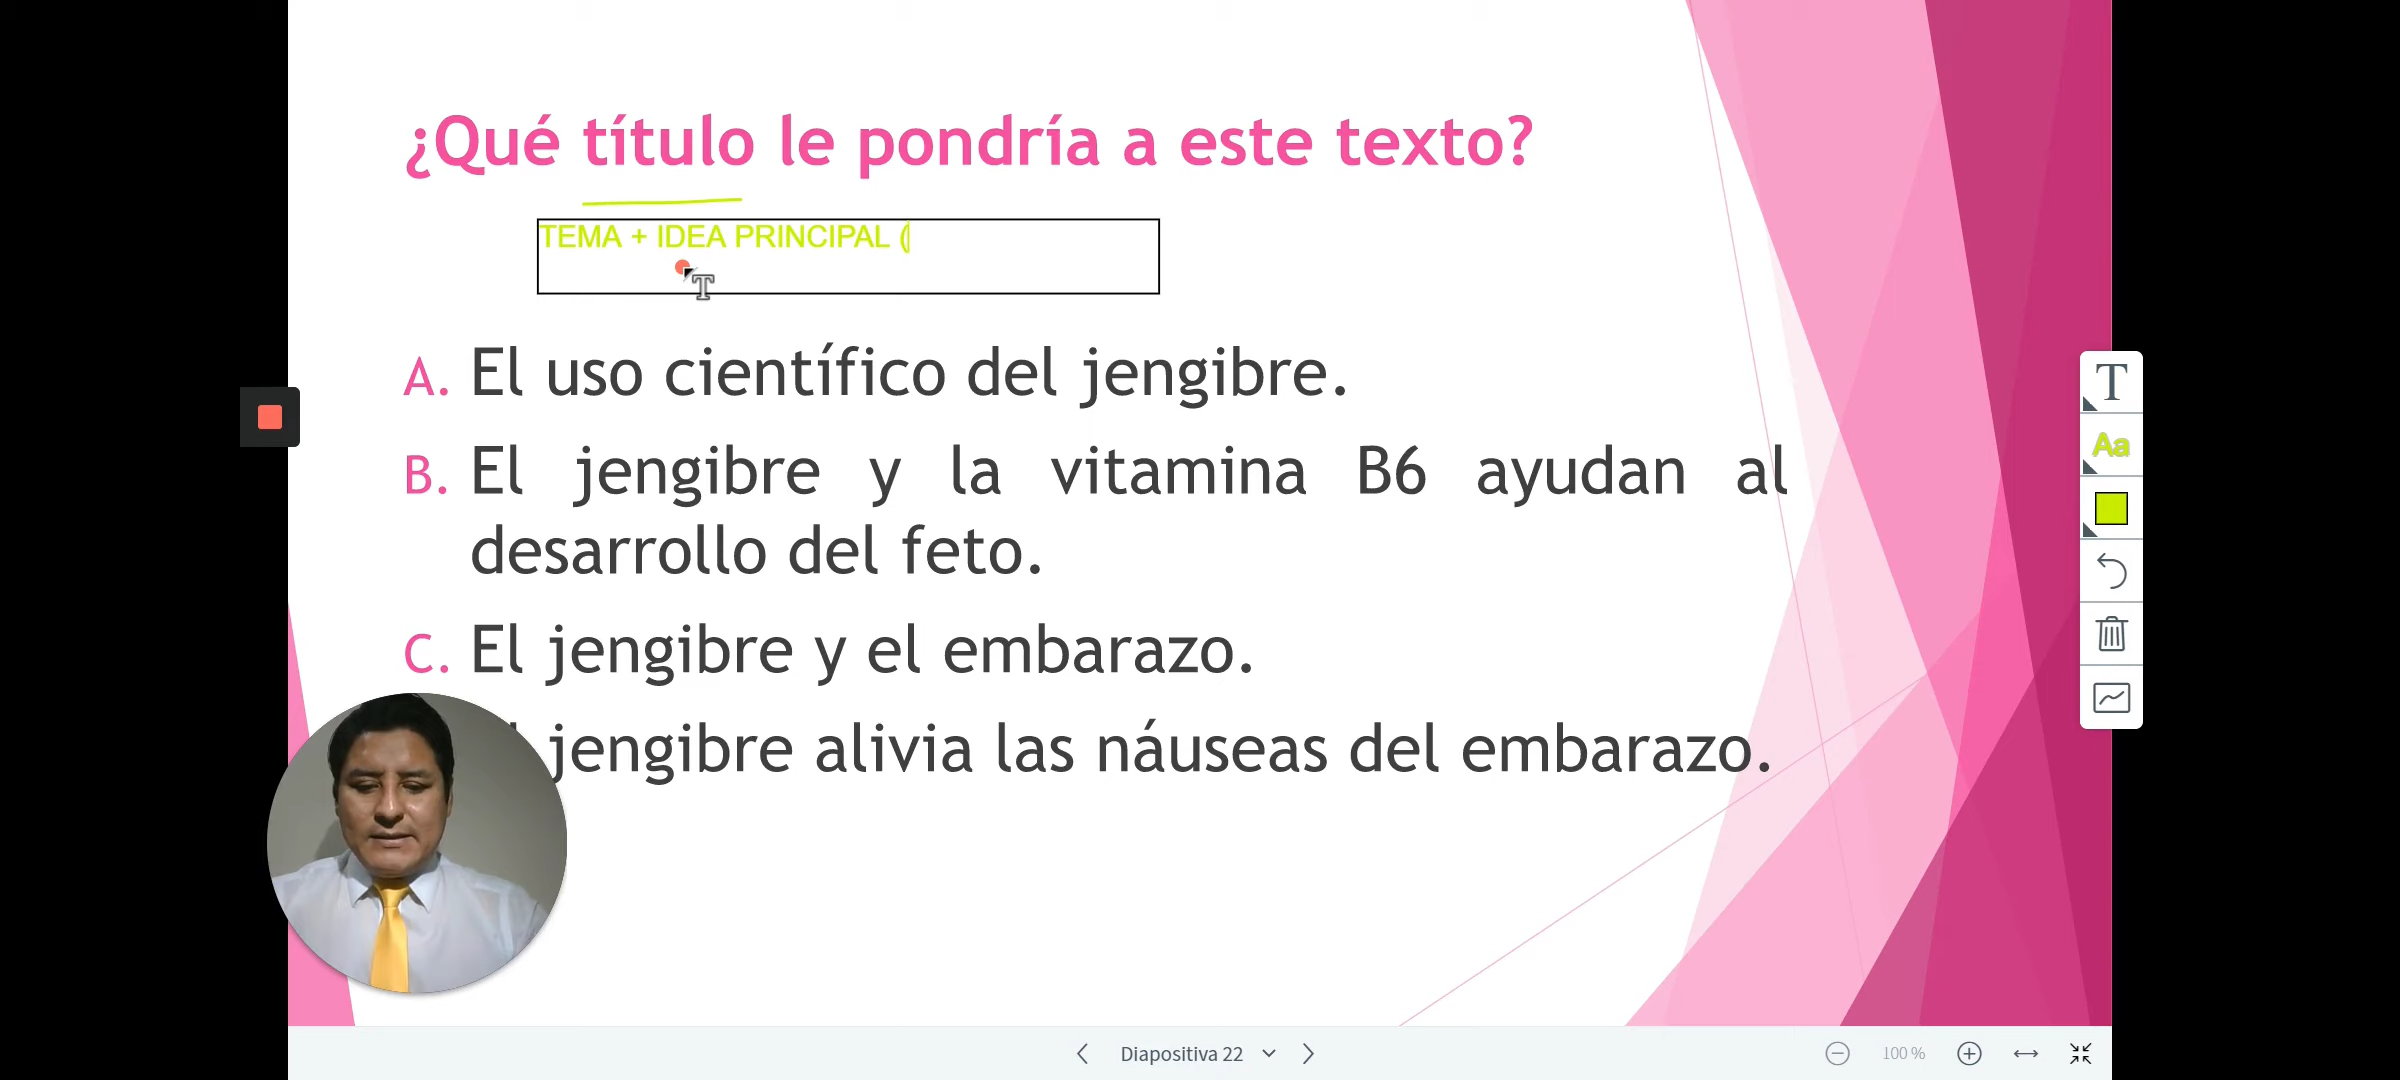 ¿Qué título le pondría a este texto?
TEMA + IDEA PRINCIPAL (
A. El uso científico del jengibre.
B. El jengibre y la vitamina B6 ayudan al
desarrollo del feto.
C. El jengibre y el embarazo.
jengibre alivia las náuseas del embarazo.
T
Aa
Diapositiva 22
100 %